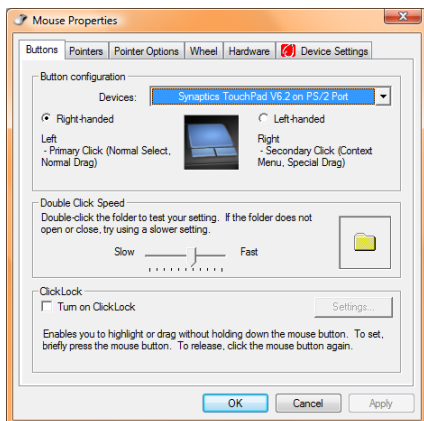 Mouse Properties
Buttons Pointers Pointer Options Wheel Hardware Device Settings
Button configuration
Devices: Synaptics TouchPad V6.2 on PS/2 Port
Right-handed Left-handed
Left
- Primary Click (Normal Select,
Normal Drag)
Right
- Secondary Click (Context
Menu, Special Drag)
Double Click Speed
Double-click the folder to test your setting. If the folder does not
open or close, try using a slower setting.
Slow Fast
ClickLock
Turn on ClickLock Settings...
Enables you to highlight or drag without holding down the mouse button. To set,
briefly press the mouse button. To release, click the mouse button again.
OK Cancel Apply